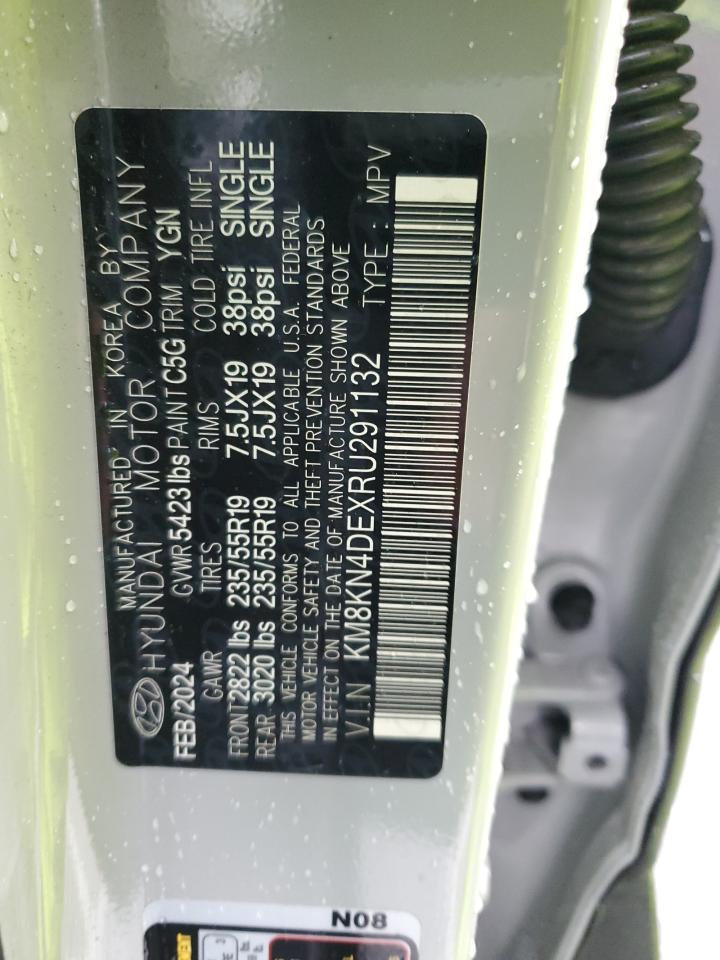 MANUFACTURED IN KOREA BY
HYUNDAI MOTOR COMPANY
FEB/2024 GVWR 5423 lbs PAINT C5G TRIM YGN
GAWR TIRES RIMS COLD TIRE INFL
FRONT 2822 lbs 235/55R19 7.5JX19 38psi SINGLE
REAR 3020 lbs 235/55R19 7.5JX19 38psi SINGLE
THIS VEHICLE CONFORMS TO ALL APPLICABLE U.S.A. FEDERAL
MOTOR VEHICLE SAFETY AND THEFT PREVENTION STANDARDS
IN EFFECT ON THE DATE OF MANUFACTURE SHOWN ABOVE
V.I.N KM8KN4DEXRU291132 TYPE : MPV
N08